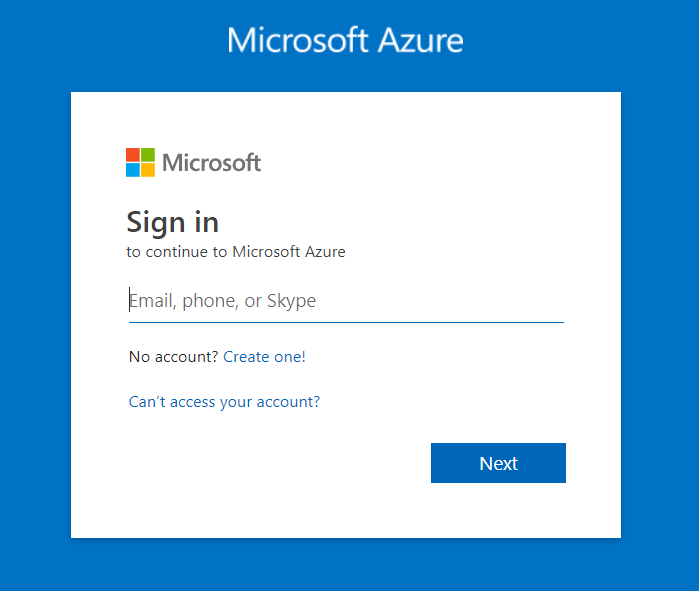 Microsoft Azure
Microsoft
Sign in
to continue to Microsoft Azure
Email, phone, or Skype
No account? Create one!
Can't access your account?
Next